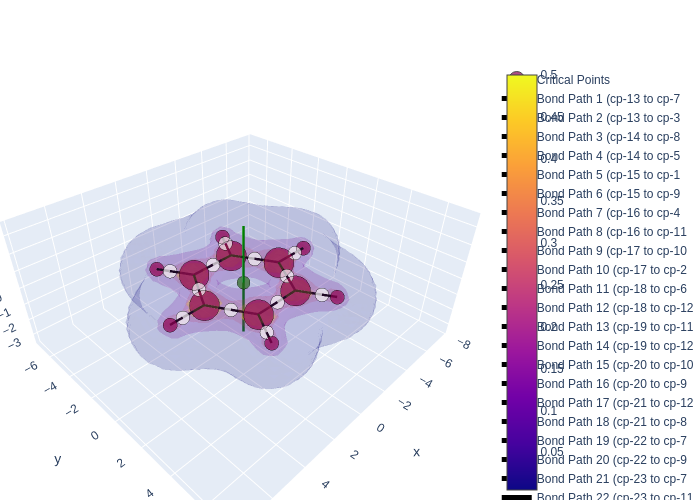 0.5
Critical Points
Bond Path 1 (cp-13 to cp-7
0.45
Bond Path 2 (cp-13 to cp-3
Bond Path 3 (cp-14 to cp-8
0.4
Bond Path 4 (cp-14 to cp-5
Bond Path 5 (cp-15 to cp-1
Bond Path 6 (cp-15 to cp-9
0.35
Bond Path 7 (cp-16 to cp-4
Bond Path 8 (cp-16 to cp-11
0.3
Bond Path 9 (cp-17 to cp-10
Bond Path 10 (cp-17 to cp-2
0.25
Bond Path 11 (cp-18 to cp-6
Bond Path 12 (cp-18 to cp-12
0.2
Bond Path 13 (cp-19 to cp-11
Bond Path 14 (cp-19 to cp-12
0.15
Bond Path 15 (cp-20 to cp-10
Bond Path 16 (cp-20 to cp-9
0.1
Bond Path 17 (cp-21 to cp-12
Bond Path 18 (cp-21 to cp-8
Bond Path 19 (cp-22 to cp-7
0.05
Bond Path 20 (cp-22 to cp-9
Bond Path 21 (cp-23 to cp-7
Bond Path 22 (cp-23 to cp-11
−1
−2
−3
−6
−4
−2
0
2
4
y
−8
−6
−4
−2
0
2
4
x